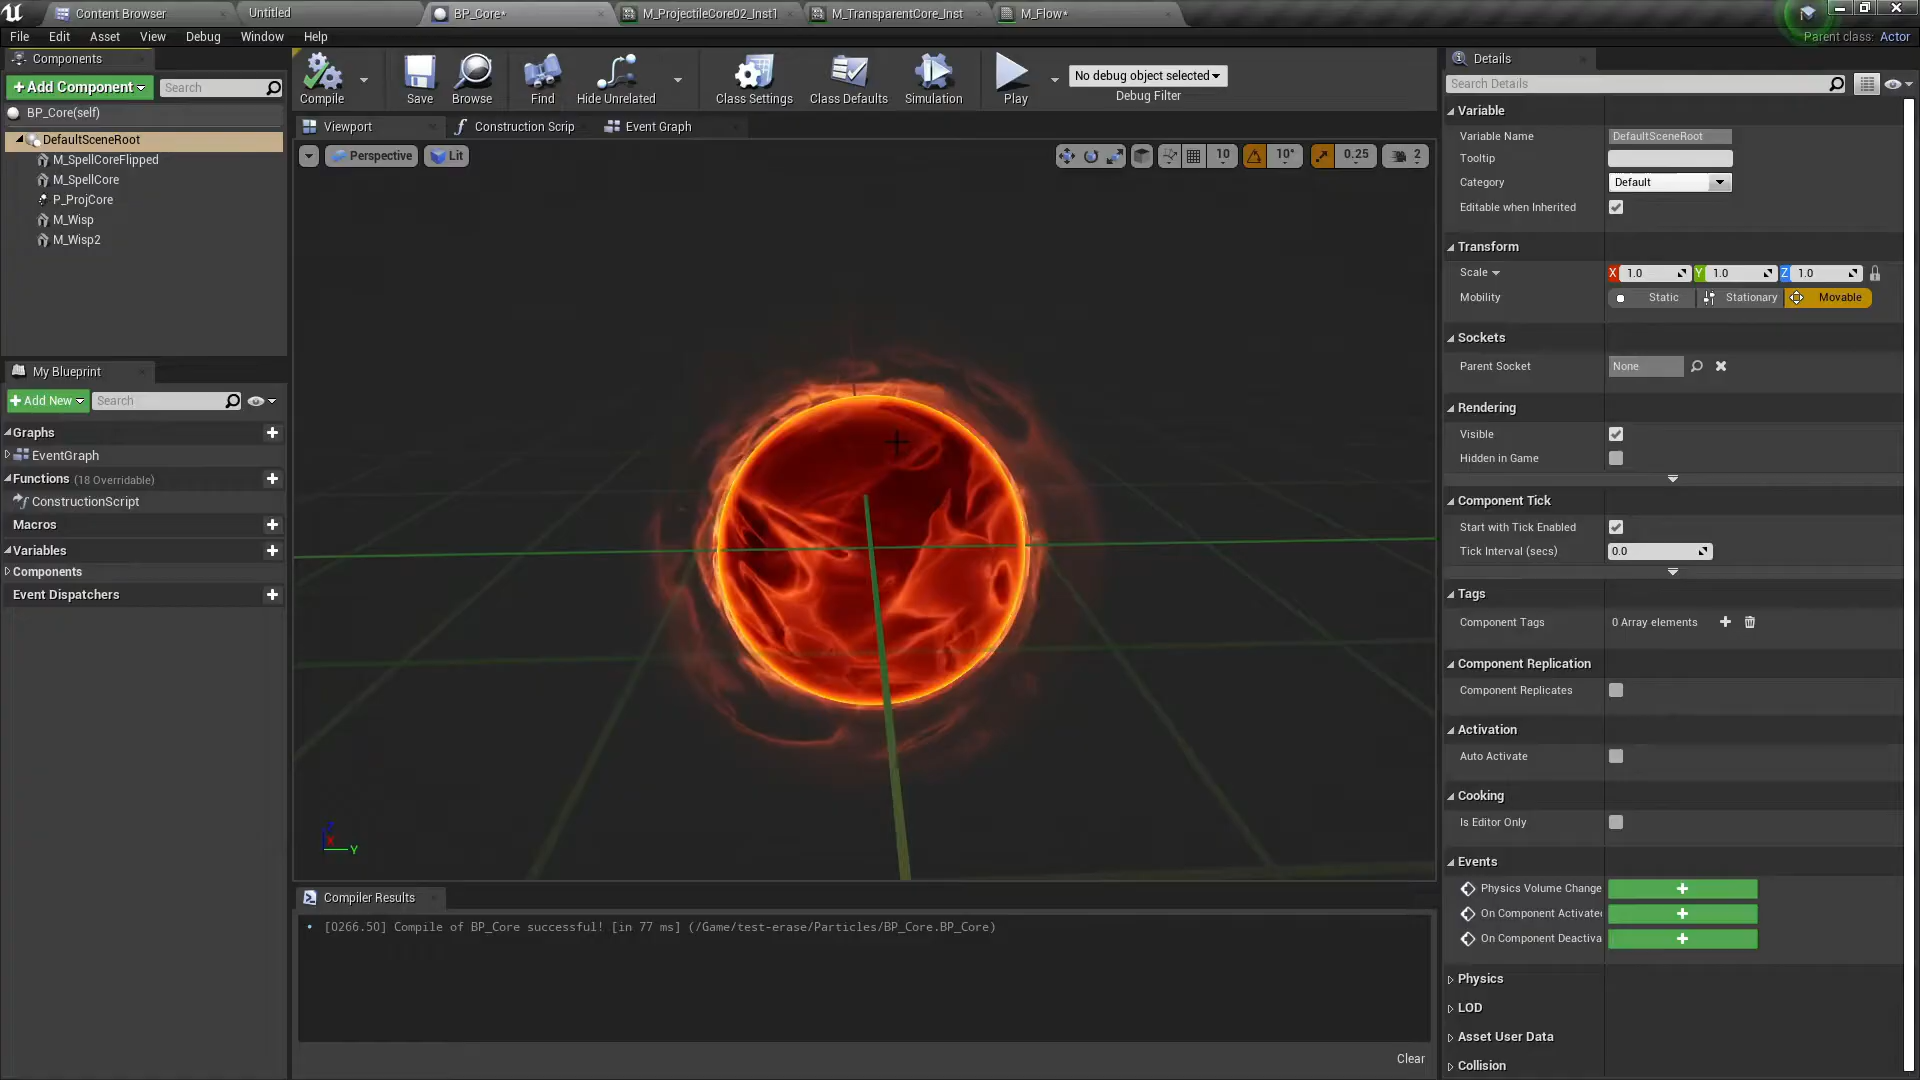 Content Browser
Untitled
BP_Core*
M_ProjectileCore02_Inst1
M_TransparentCore_Inst
M_Flow*
File
Edit
Asset
View
Debug
Window
Help
Parent class: Actor
Components
+Add Component
Search
BP_Core(self)
DefaultSceneRoot
M_SpellCoreFlipped
M_SpellCore
P_ProjCore
M_Wisp
M_Wisp2
My Blueprint
+Add New
Search
Graphs
EventGraph
Functions (18 Overridable)
ConstructionScript
Macros
Variables
Components
Event Dispatchers
Compile
Save
Browse
Find
Hide Unrelated
Class Settings
Class Defaults
Simulation
Play
No debug object selected
Debug Filter
Viewport
Construction Scrip
Event Graph
Perspective
Lit
10
10°
0.25
2
X
Y
Compiler Results
[0266.50] Compile of BP_Core successful! [in 77 ms] (/Game/test-erase/Particles/BP_Core.BP_Core)
Clear
Details
Search Details
Variable
Variable Name
DefaultSceneRoot
Tooltip
Category
Default
Editable when Inherited
Transform
Scale
X 1.0
Y 1.0
Z 1.0
Mobility
Static
Stationary
Movable
Sockets
Parent Socket
None
Rendering
Visible
Hidden in Game
Component Tick
Start with Tick Enabled
Tick Interval (secs)
0.0
Tags
Component Tags
0 Array elements
Component Replication
Component Replicates
Activation
Auto Activate
Cooking
Is Editor Only
Events
Physics Volume Change
On Component Activate
On Component Deactiva
Physics
LOD
Asset User Data
Collision